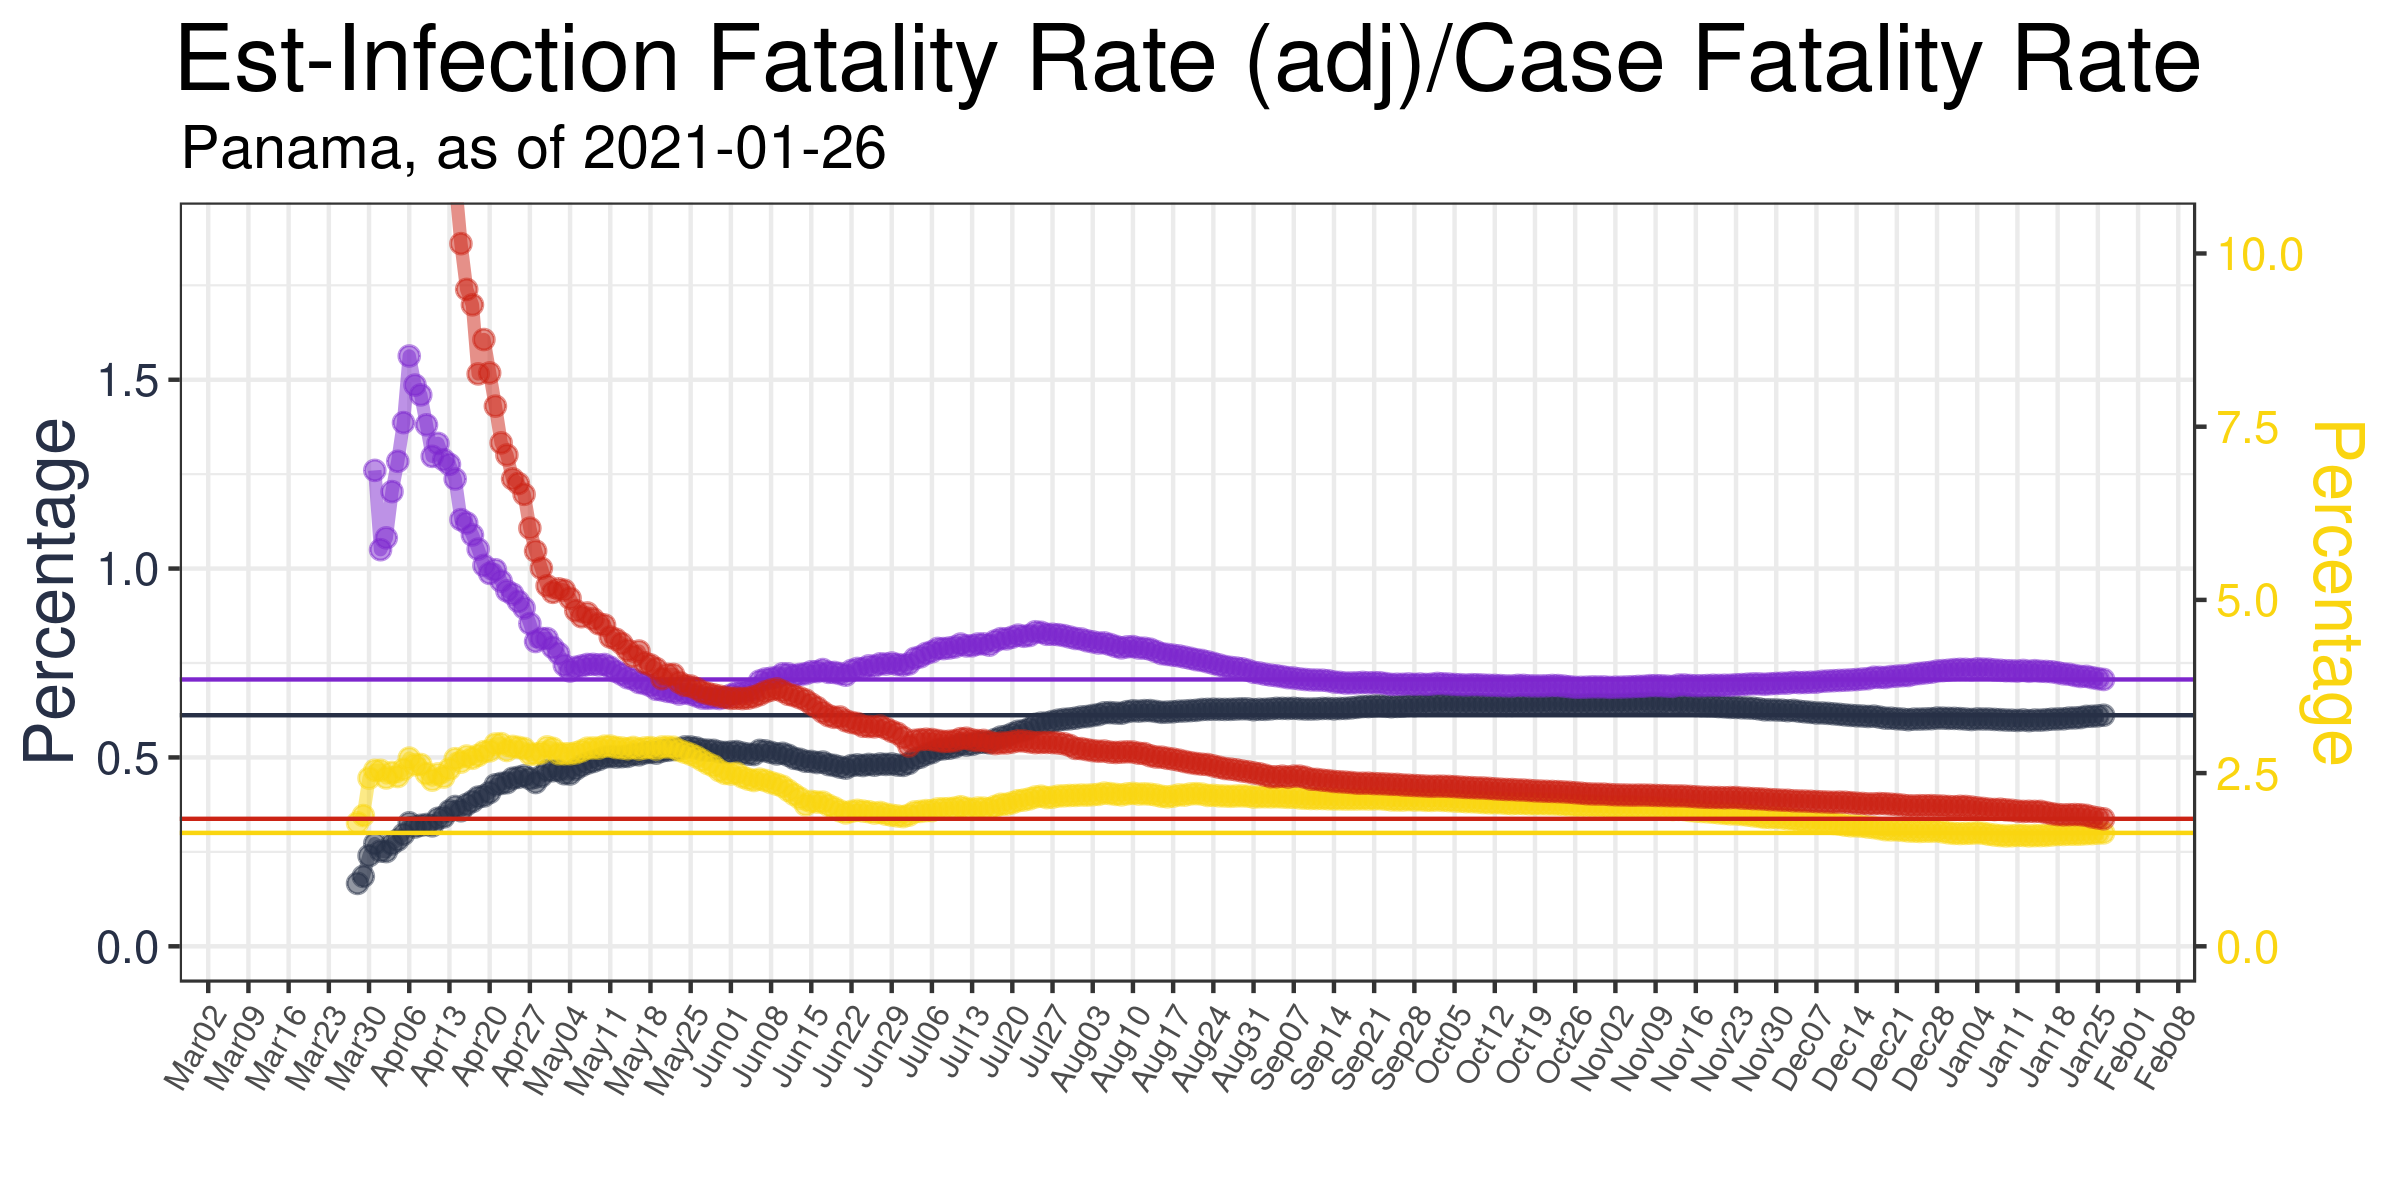 Est-Infection Fatality Rate (adj)/Case Fatality Rate
Panama, as of 2021-01-26
Percentage
1.5
1.0
0.5
0.0
10.0
7.5
5.0
2.5
0.0
Percentage
Mar02
Mar09
Mar16
Mar23
Mar30
Apr06
Apr13
Apr20
Apr27
May04
May11
May18
May25
Jun01
Jun08
Jun15
Jun22
Jun29
Jul06
Jul13
Jul20
Jul27
Aug03
Aug10
Aug17
Aug24
Aug31
Sep07
Sep14
Sep21
Sep28
Oct05
Oct12
Oct19
Oct26
Nov02
Nov09
Nov16
Nov23
Nov30
Dec07
Dec14
Dec21
Dec28
Jan04
Jan11
Jan18
Jan25
Feb01
Feb08